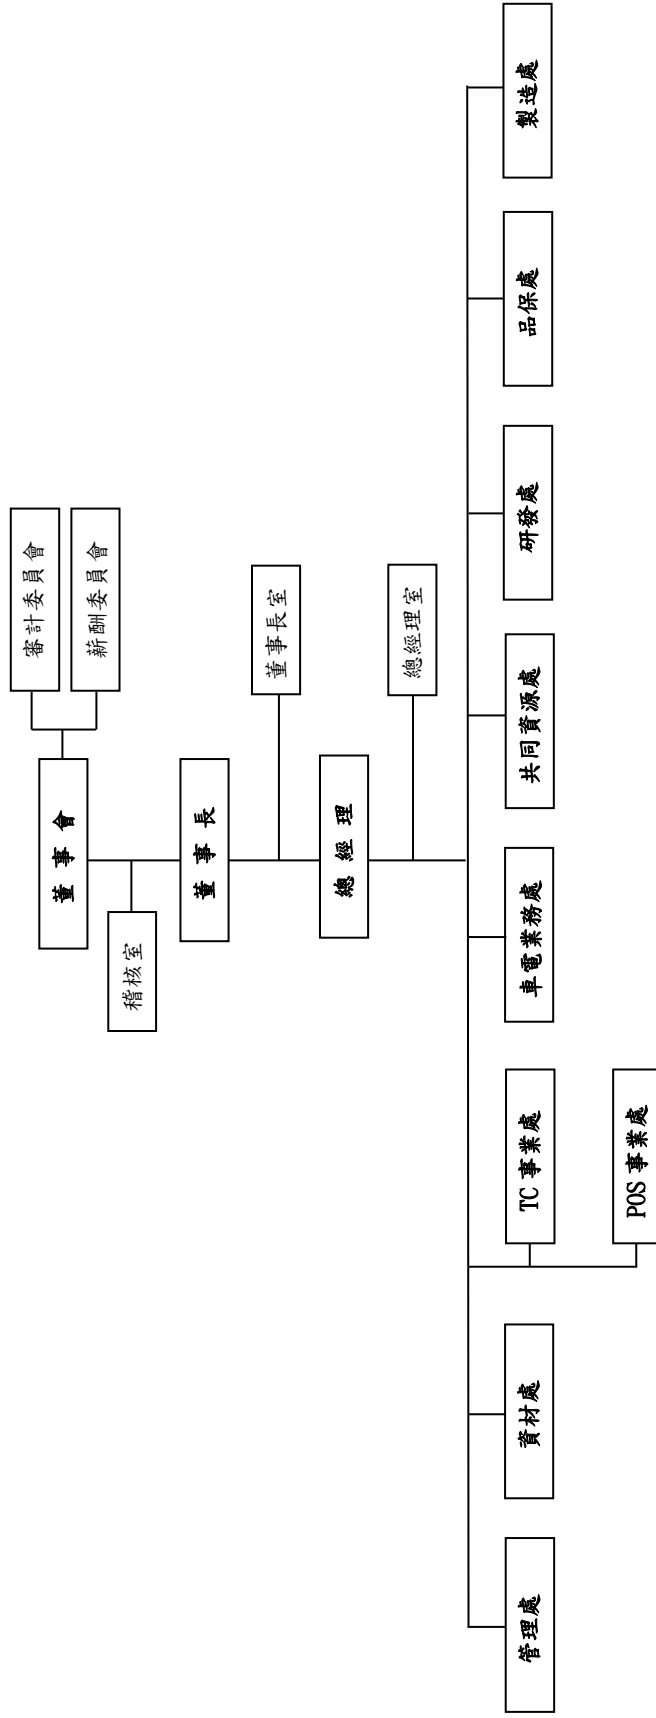 審計委員會
薪酬委員會
董事會
稽核室
董事長
董事長室
總經理
總經理室
管理處
資材處
TC 事業處
POS 事業處
車電業務處
共同資源處
研發處
品保處
製造處